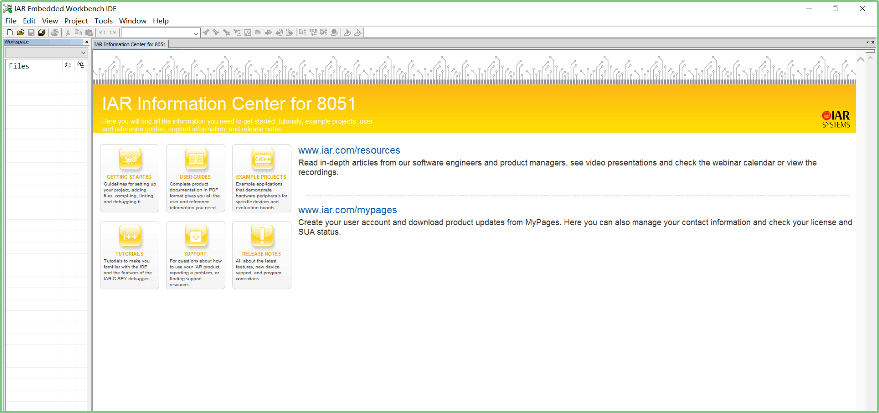 IAR Embedded Workbench IDE
File Edit View Project Tools Window Help
Workspace
IAR Information Center for 8051
Files
IAR Information Center for 8051
Here you will find all the information you need to get started: tutorials, example projects, user
and reference guides, support information, and release notes.
IAR
SYSTEMS
GETTING STARTED
Guidelines for setting up
your project, adding
files, compiling, linking
and debugging it.
USER GUIDES
Complete product
documentation in PDF
format gives you all the
user and reference
information you need.
EXAMPLE PROJECTS
Example applications
that demonstrate
hardware peripherals for
specific devices and
evaluation boards.
www.iar.com/resources
Read in-depth articles from our software engineers and product managers, see video presentations and check the webinar calendar or view the
recordings.
www.iar.com/mypages
Create your user account and download product updates from MyPages. Here you can also manage your contact information and check your license and
SUA status.
TUTORIALS
Tutorials to make you
familiar with the IDE
and the features of the
IAR C-SPY debugger.
SUPPORT
For questions about how
to use your IAR product,
reporting a problem, or
finding support
resources.
RELEASE NOTES
All about the latest
features, new device
support, and program
corrections.